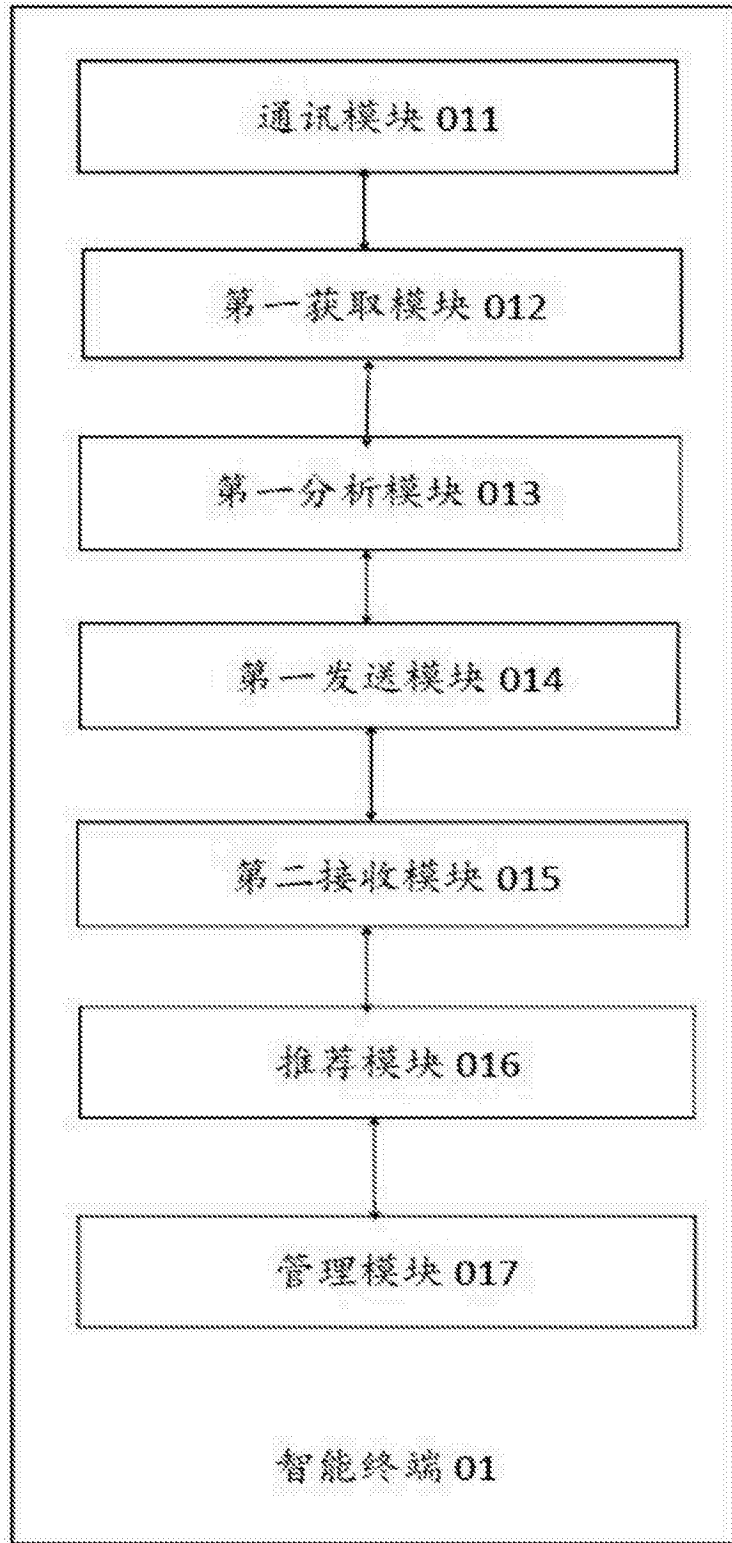 通讯模块 011
第一获取模块 012
第一分析模块 013
第一发送模块 014
第二接收模块 015
推荐模块 016
管理模块 017
智能终端 01